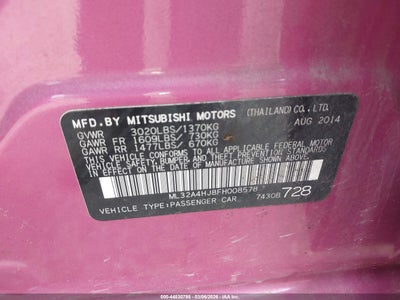 MFD.BY MITSUBISHI MOTORS (THAILAND) CO., LTD.
AUG 2014
GVWR 3020LBS/1370KG
GAWR FR 1609LBS/ 730KG
GAWR RR 1477LBS/ 670KG
THIS VEHICLE CONFORMS TO ALL APPLICABLE
FEDERAL MOTOR VEHICLE
SAFETY, BUMPER, AND THEFT PREVENTION
STANDARDS IN EFFECT ON THE DATE OF
MANUFACTURE SHOWN ABOVE.
ML32A4HJBFH008578
VEHICLE TYPE:PASSENGER CAR 7430B 728